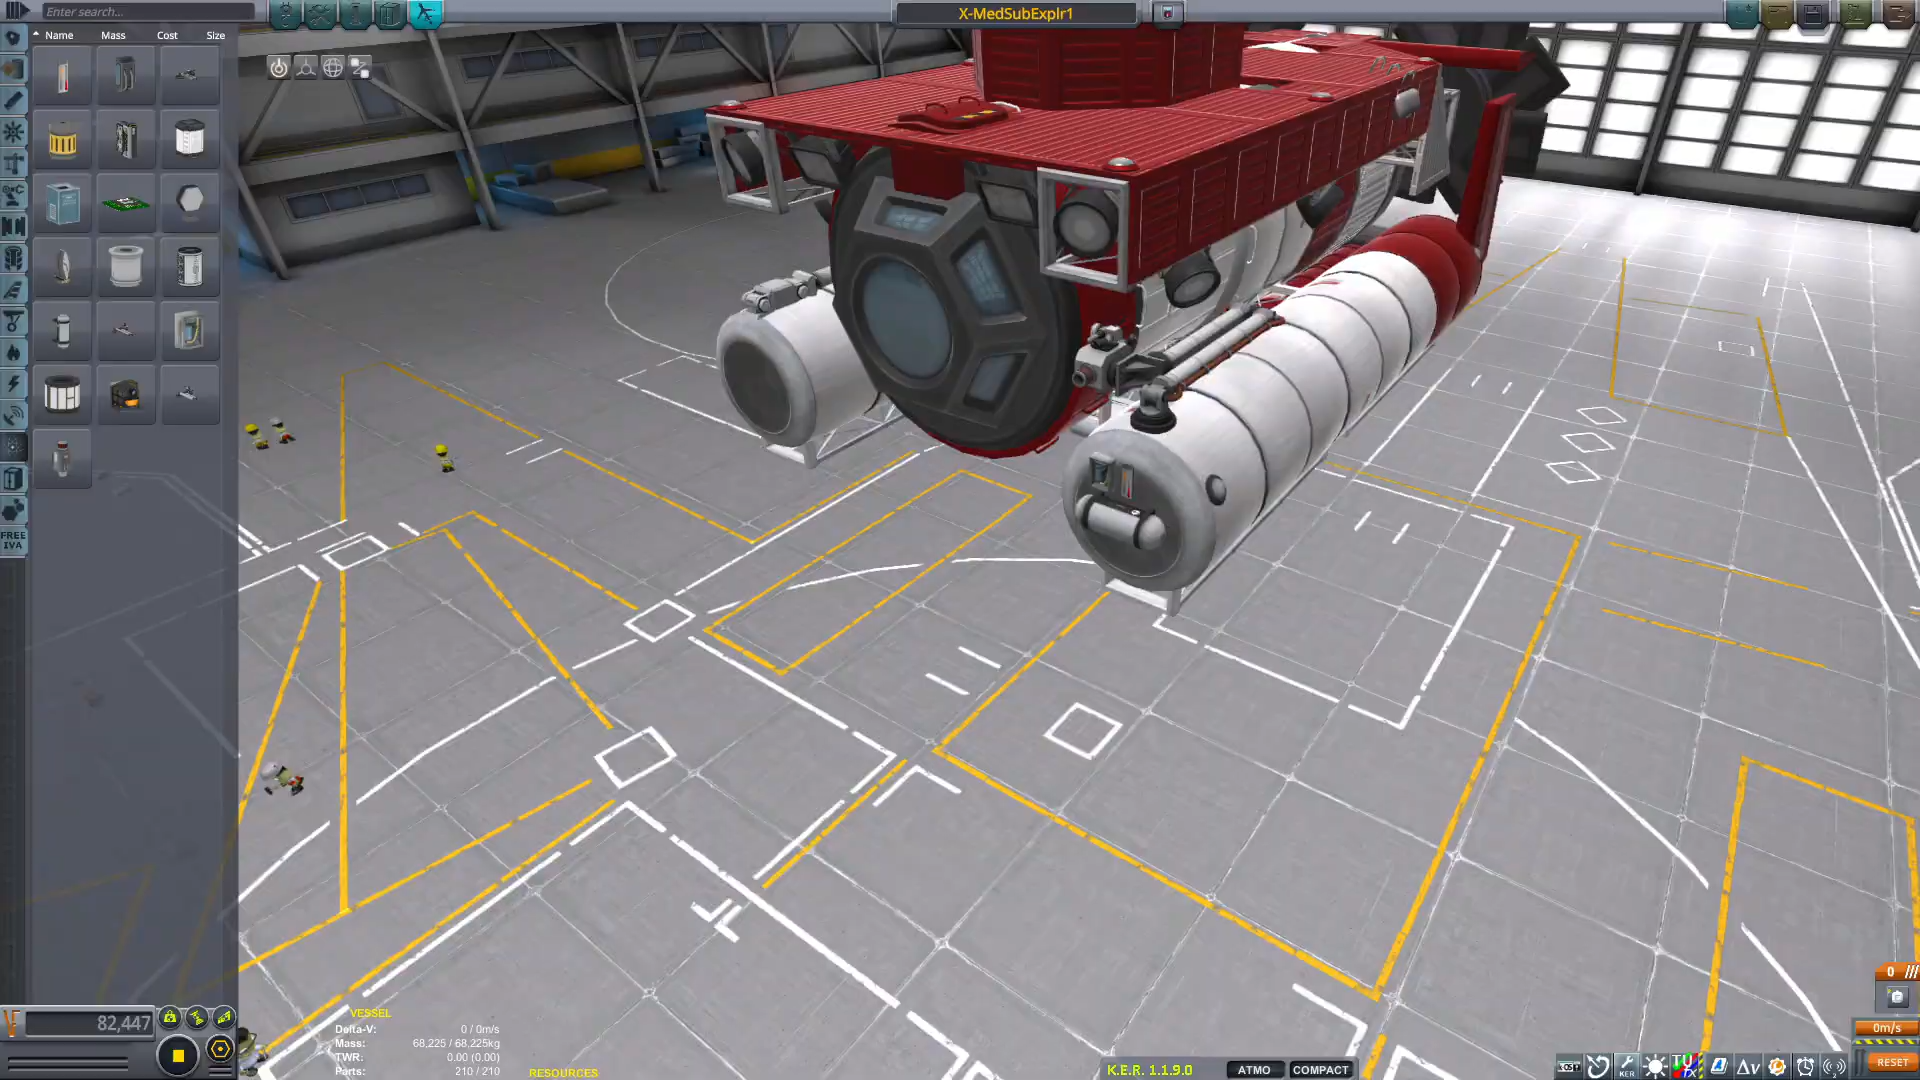 Enter search...
X-MedSubExplr1
Name Mass Cost Size
FREE
IVA
82,447
VESSEL
Delta-V: 0 / 0m/s
Mass: 68,225 / 68,225kg
TWR: 0.00 (0.00)
Parts: 210 / 210
RESOURCES
K.E.R. 1.1.9.0
ATMO
COMPACT
KER
Δv
0
0m/s
RESET